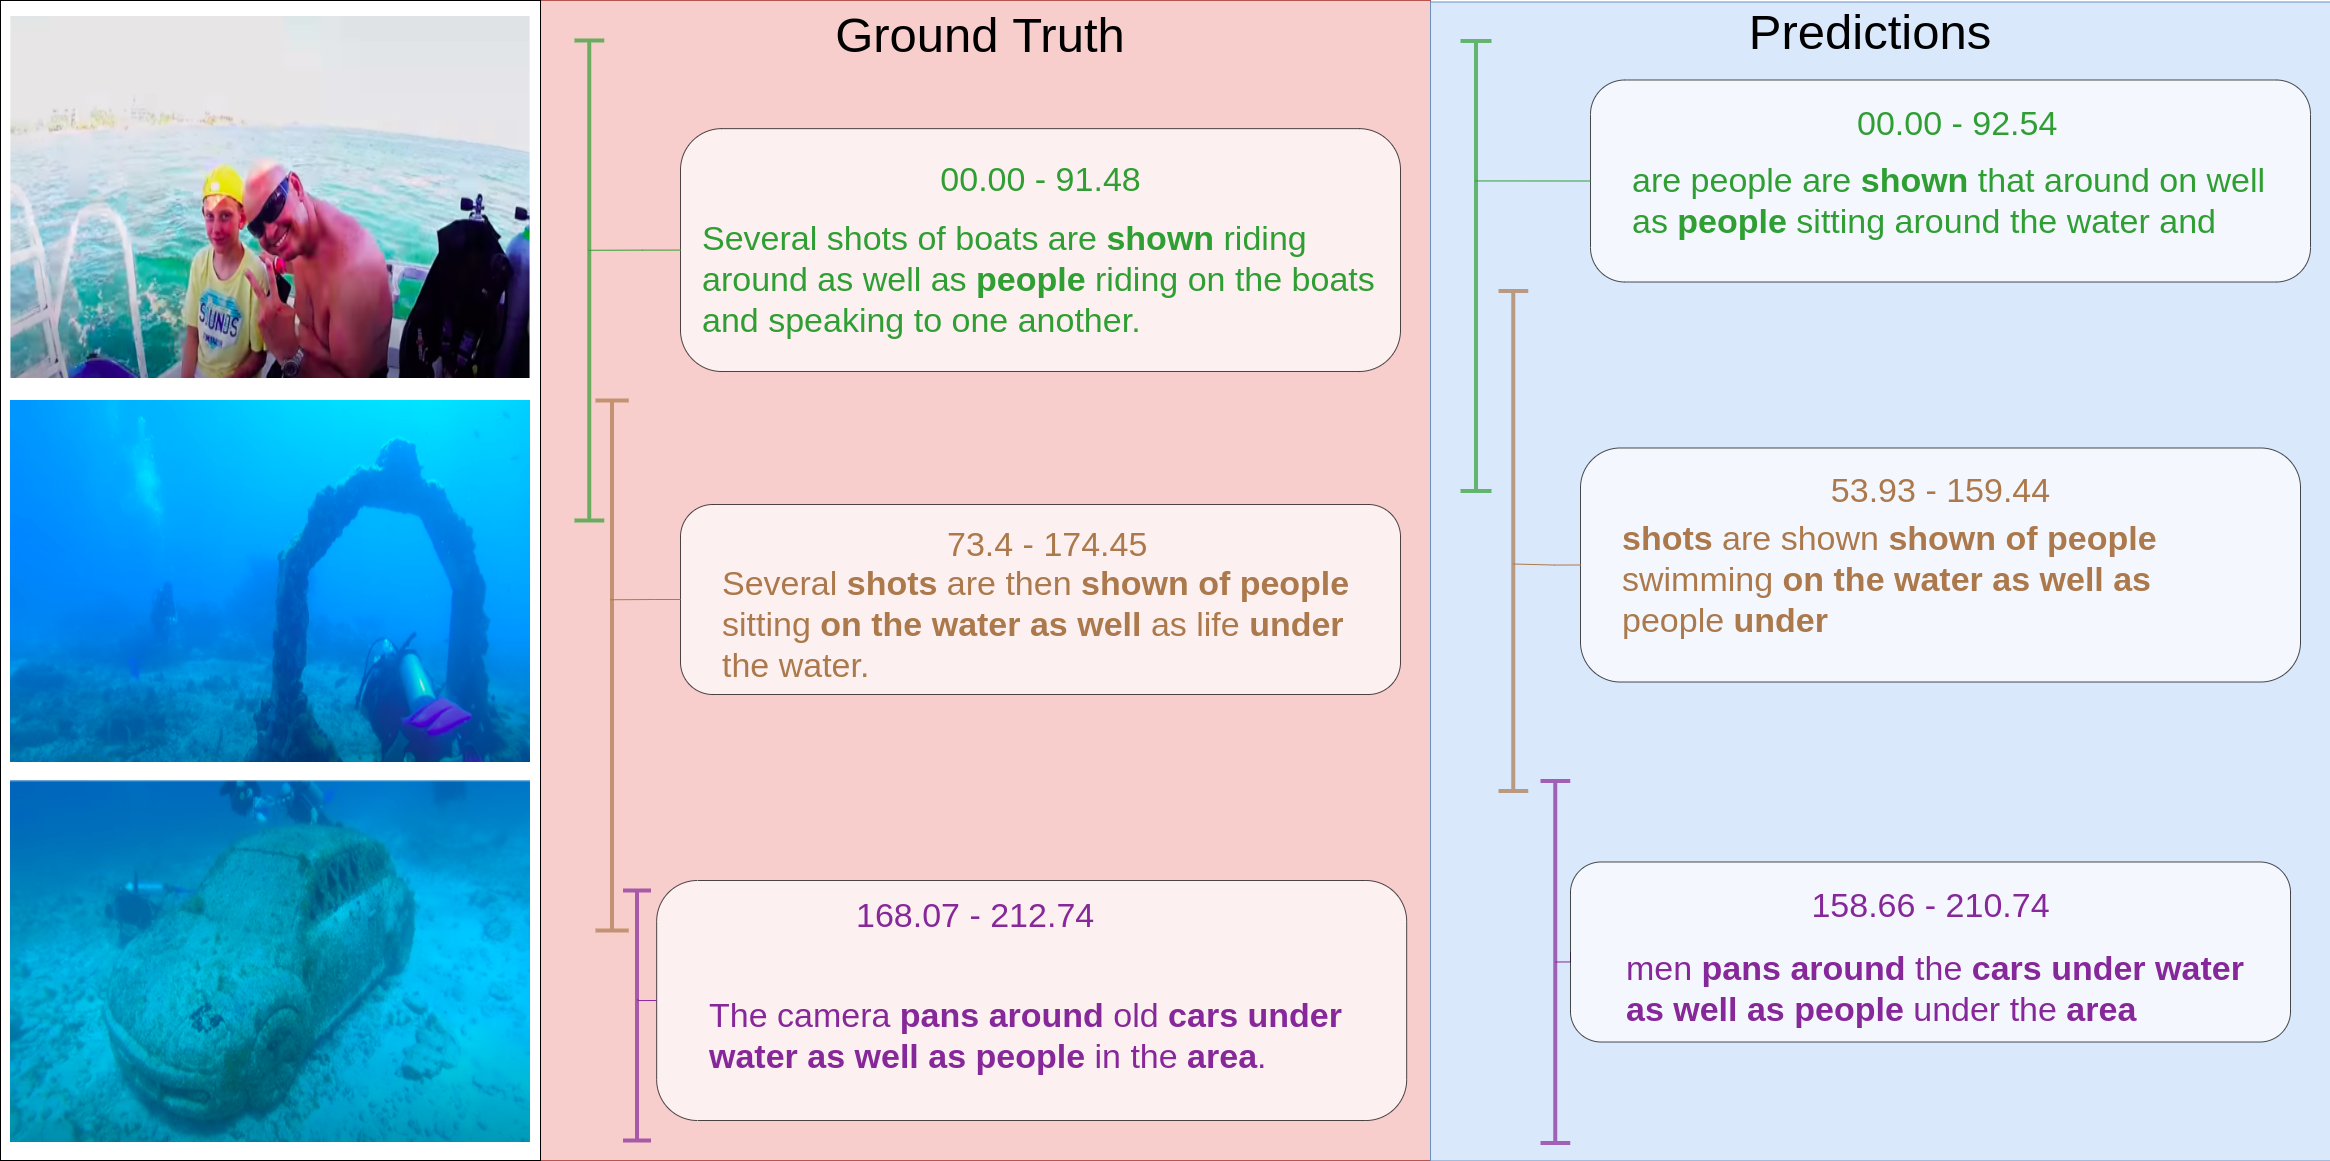 Ground Truth
00.00 - 91.48
Several shots of boats are shown riding
around as well as people riding on the boats
and speaking to one another.
73.4 - 174.45
Several shots are then shown of people
sitting on the water as well as life under
the water.
168.07 - 212.74
The camera pans around old cars under
water as well as people in the area.
Predictions
00.00 - 92.54
are people are shown that around on well
as people sitting around the water and
53.93 - 159.44
shots are shown shown of people
swimming on the water as well as
people under
158.66 - 210.74
men pans around the cars under water
as well as people under the area